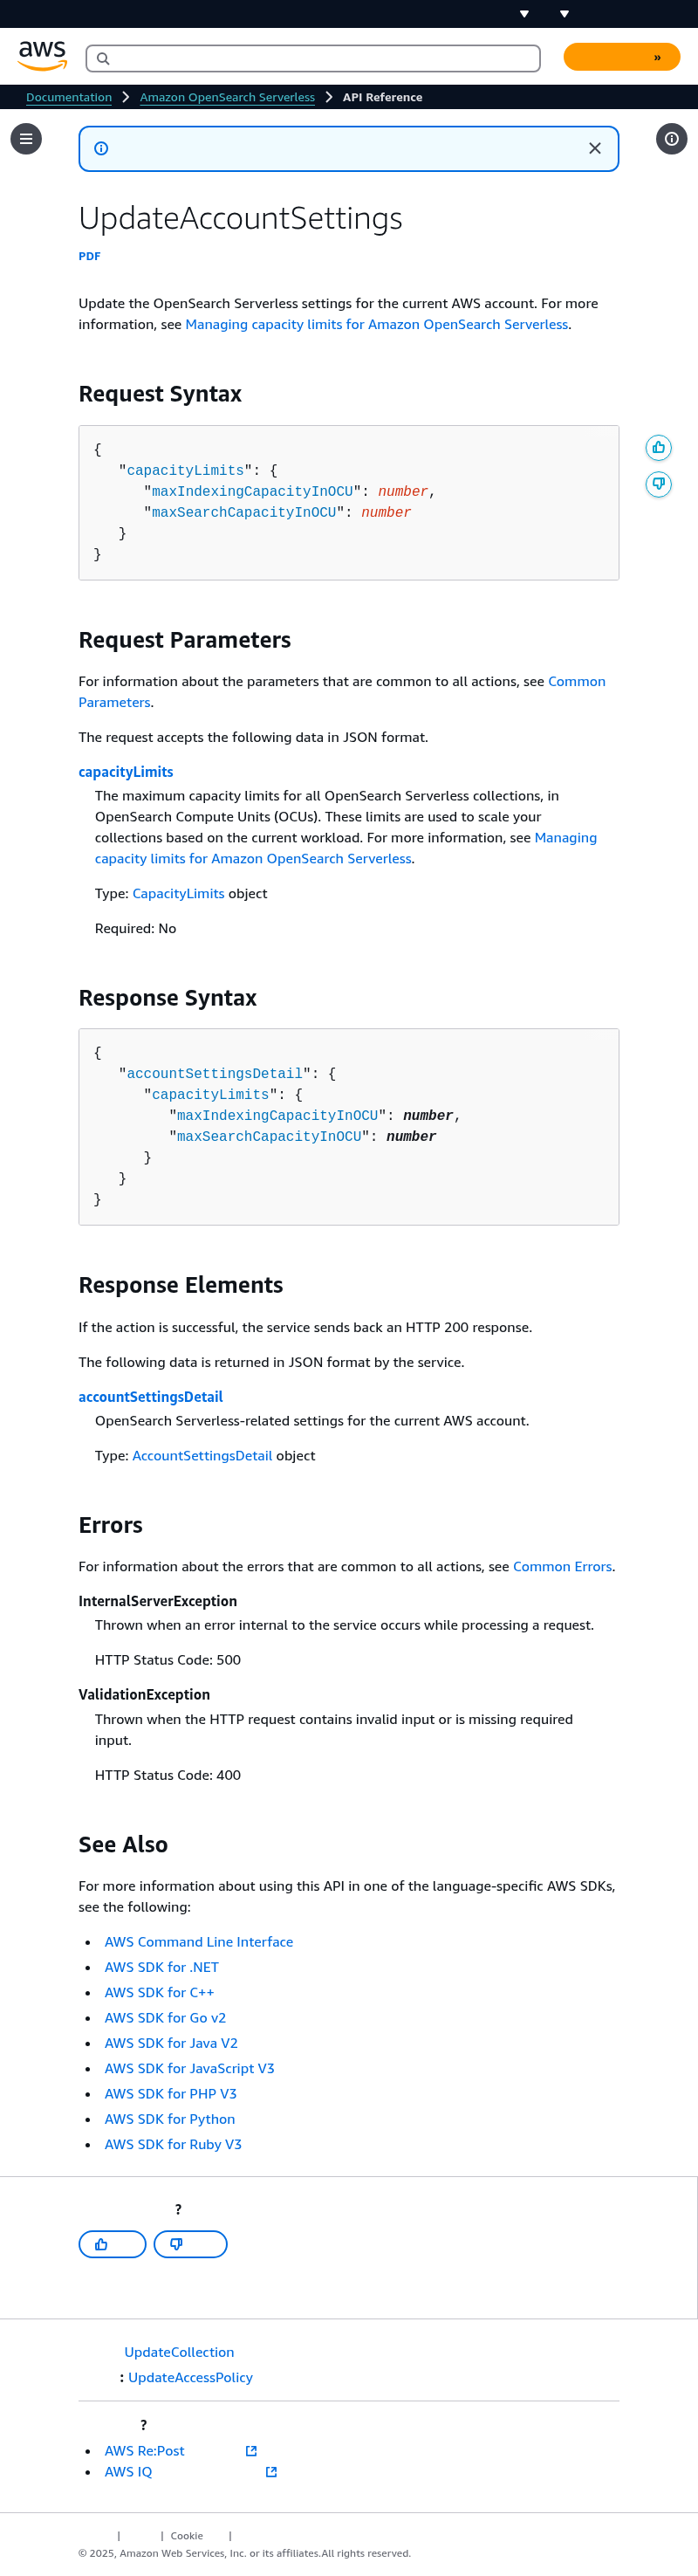 aws
»
Documentation
Amazon OpenSearch Serverless
API Reference
UpdateAccountSettings
PDF
Update the OpenSearch Serverless settings for the current AWS account. For more
information, see Managing capacity limits for Amazon OpenSearch Serverless.
Request Syntax
{
   "capacityLimits": {
      "maxIndexingCapacityInOCU": number,
      "maxSearchCapacityInOCU": number
   }
}
Request Parameters
For information about the parameters that are common to all actions, see Common
Parameters.
The request accepts the following data in JSON format.
capacityLimits
The maximum capacity limits for all OpenSearch Serverless collections, in
OpenSearch Compute Units (OCUs). These limits are used to scale your
collections based on the current workload. For more information, see Managing
capacity limits for Amazon OpenSearch Serverless.
Type: CapacityLimits object
Required: No
Response Syntax
{
   "accountSettingsDetail": {
      "capacityLimits": {
         "maxIndexingCapacityInOCU": number,
         "maxSearchCapacityInOCU": number
      }
   }
}
Response Elements
If the action is successful, the service sends back an HTTP 200 response.
The following data is returned in JSON format by the service.
accountSettingsDetail
OpenSearch Serverless-related settings for the current AWS account.
Type: AccountSettingsDetail object
Errors
For information about the errors that are common to all actions, see Common Errors.
InternalServerException
Thrown when an error internal to the service occurs while processing a request.
HTTP Status Code: 500
ValidationException
Thrown when the HTTP request contains invalid input or is missing required
input.
HTTP Status Code: 400
See Also
For more information about using this API in one of the language-specific AWS SDKs,
see the following:
• AWS Command Line Interface
• AWS SDK for .NET
• AWS SDK for C++
• AWS SDK for Go v2
• AWS SDK for Java V2
• AWS SDK for JavaScript V3
• AWS SDK for PHP V3
• AWS SDK for Python
• AWS SDK for Ruby V3
?
UpdateCollection
: UpdateAccessPolicy
?
• AWS Re:Post
• AWS IQ
| | Cookie |
© 2025, Amazon Web Services, Inc. or its affiliates.All rights reserved.